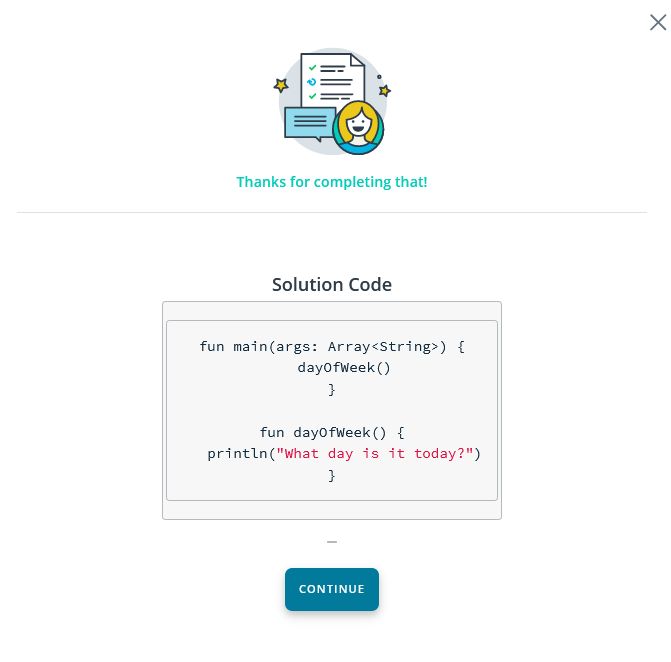 Thanks for completing that!
Solution Code
fun main(args: Array<String>) {
dayOfWeek()
}
fun dayOfWeek() {
println("What day is it today?")
}
CONTINUE